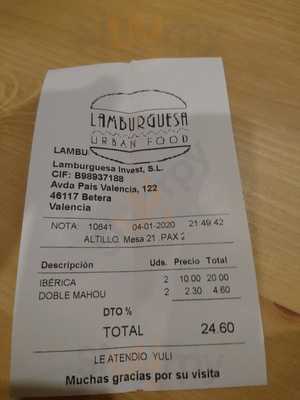 LAMBURGUESA
URBAN FOOD
LAMBU
Lamburguesa Invest, S.L.
CIF: B98937188
Avda Pais Valencia, 122
46117 Betera
Valencia
NOTA: 10641 04-01-2020 21:49:42
ALTILLO, Mesa 21 .PAX 2
Descripción Uds. Precio Total
IBÉRICA 2 10.00 20.00
DOBLE MAHOU 2 2.30 4.60
DTO %
TOTAL 24.60
LE ATENDIO YULI
Muchas gracias por su visita